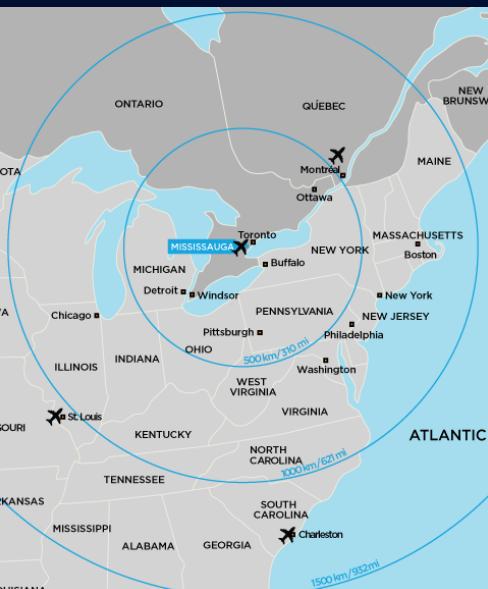 ONTARIO
QUÉBEC
NEW
BRUNSW
OTA
MAINE
Montréal
Ottawa
Toronto
MISSISSAUGA
MASSACHUSETTS
Boston
NEW YORK
Buffalo
MICHIGAN
Detroit
Windsor
New York
Chicago
PENNSYLVANIA
NEW JERSEY
Pittsburgh
Philadelphia
OHIO
500 km/310 mi
INDIANA
ILLINOIS
Washington
WEST
VIRGINIA
VIRGINIA
St. Louis
OURI
KENTUCKY
ATLANTIC
NORTH
CAROLINA
1000 km/621 mi
TENNESSEE
KANSAS
SOUTH
CAROLINA
MISSISSIPPI
Charleston
ALABAMA
GEORGIA
1500 km/932mi